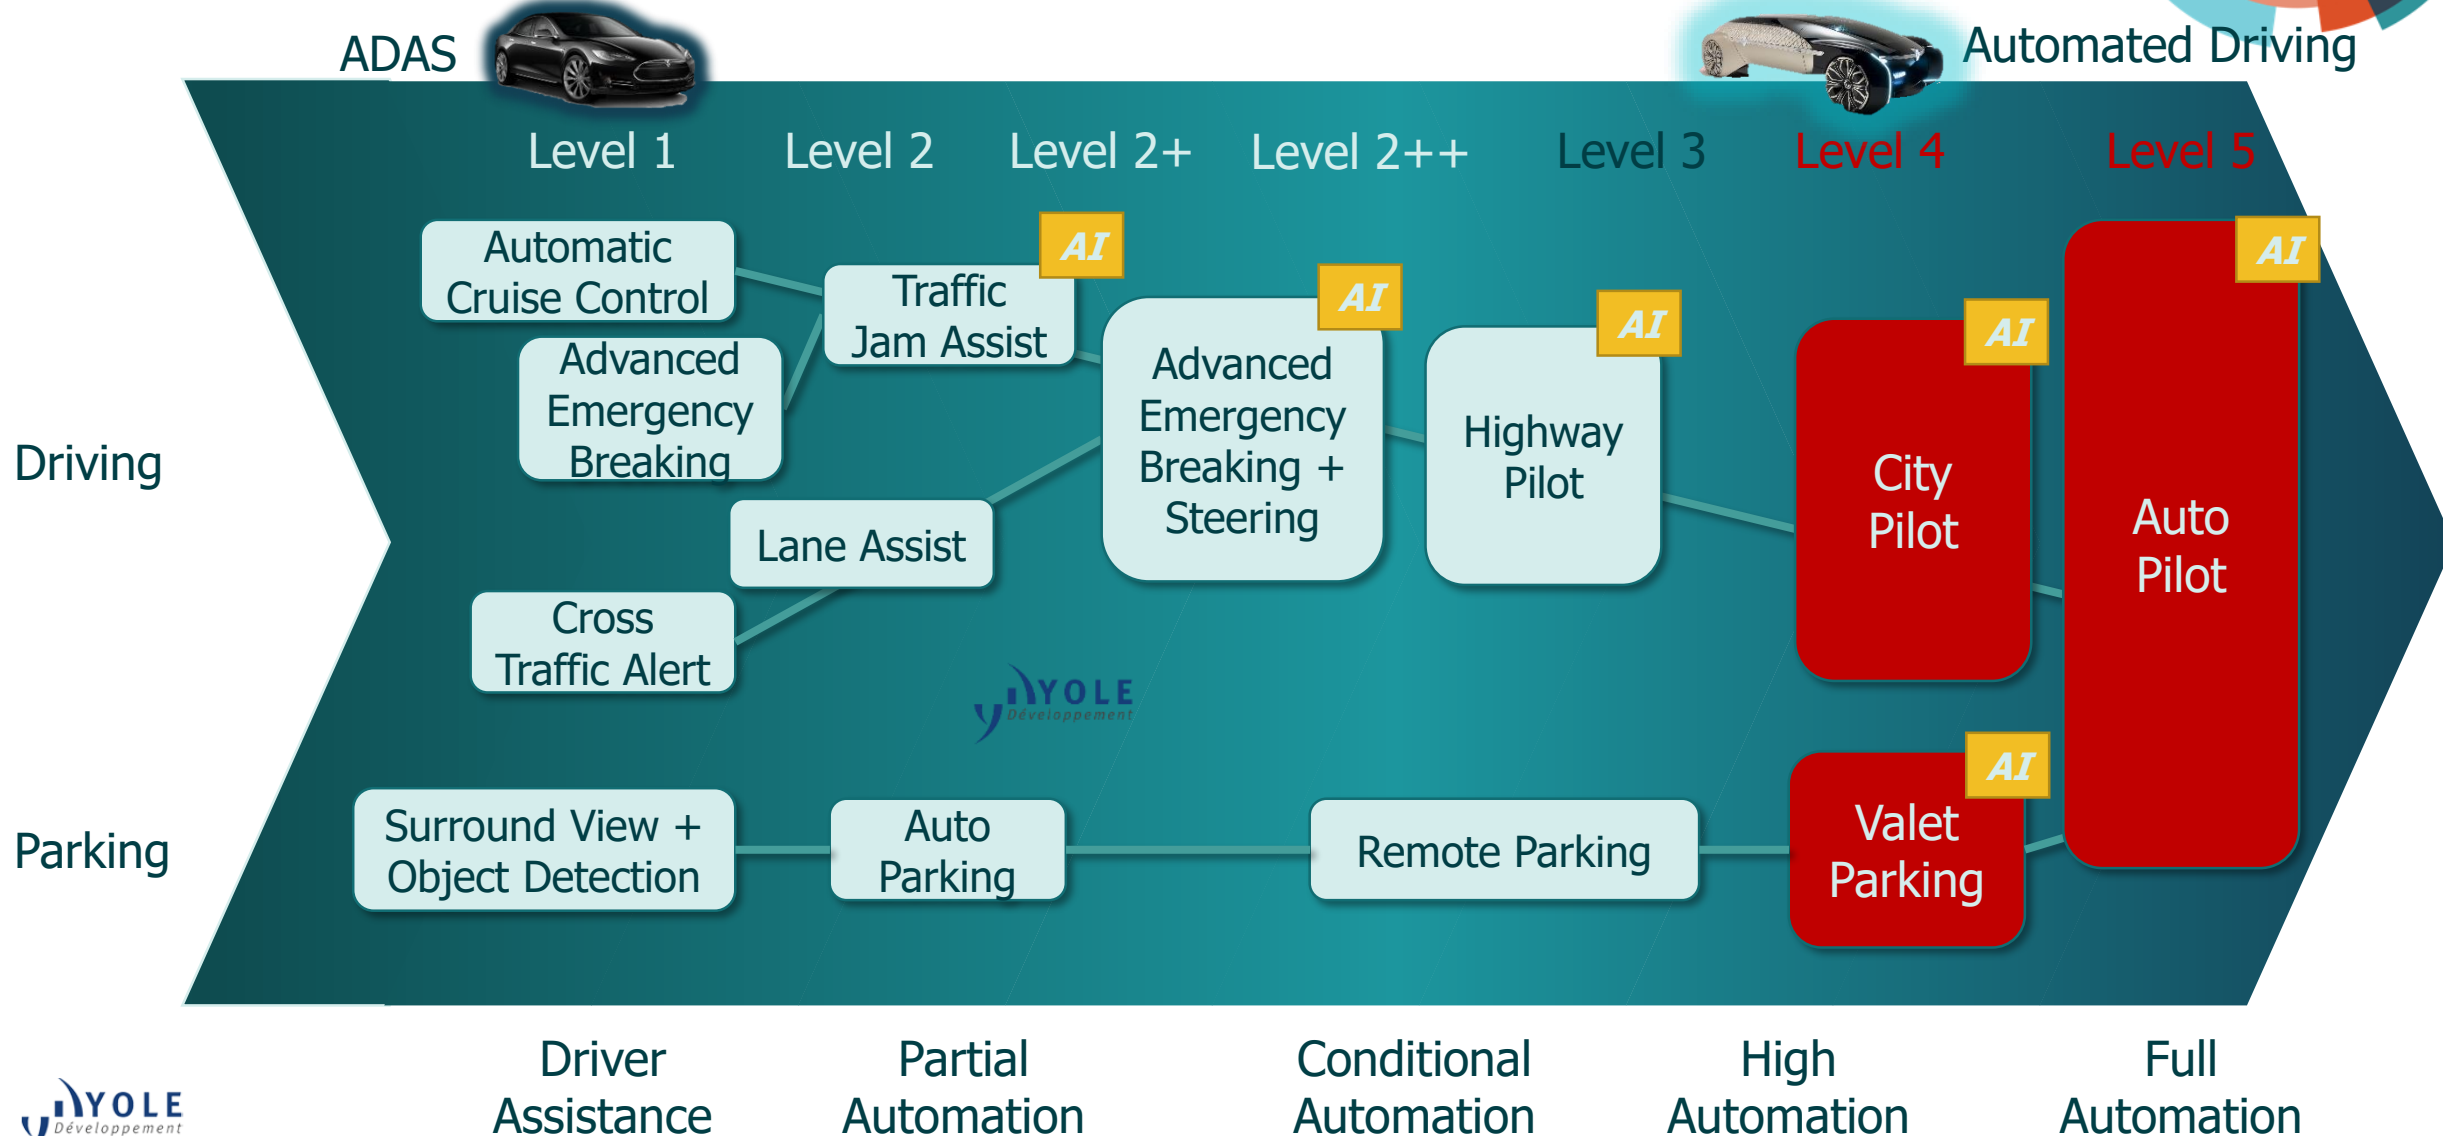 ADAS
Automated Driving
Level 1
Level 2
Level 2+
Level 2++
Level 3
Level 4
Level 5
Driving
Automatic
Cruise Control
Advanced
Emergency
Breaking
Traffic
Jam Assist
AI
Lane Assist
Cross
Traffic Alert
Advanced
Emergency
Breaking +
Steering
AI
Highway
Pilot
AI
City
Pilot
AI
Auto
Pilot
AI
YOLE
Développement
Parking
Surround View +
Object Detection
Auto
Parking
Remote Parking
Valet
Parking
AI
Driver
Assistance
Partial
Automation
Conditional
Automation
High
Automation
Full
Automation
YOLE
Développement